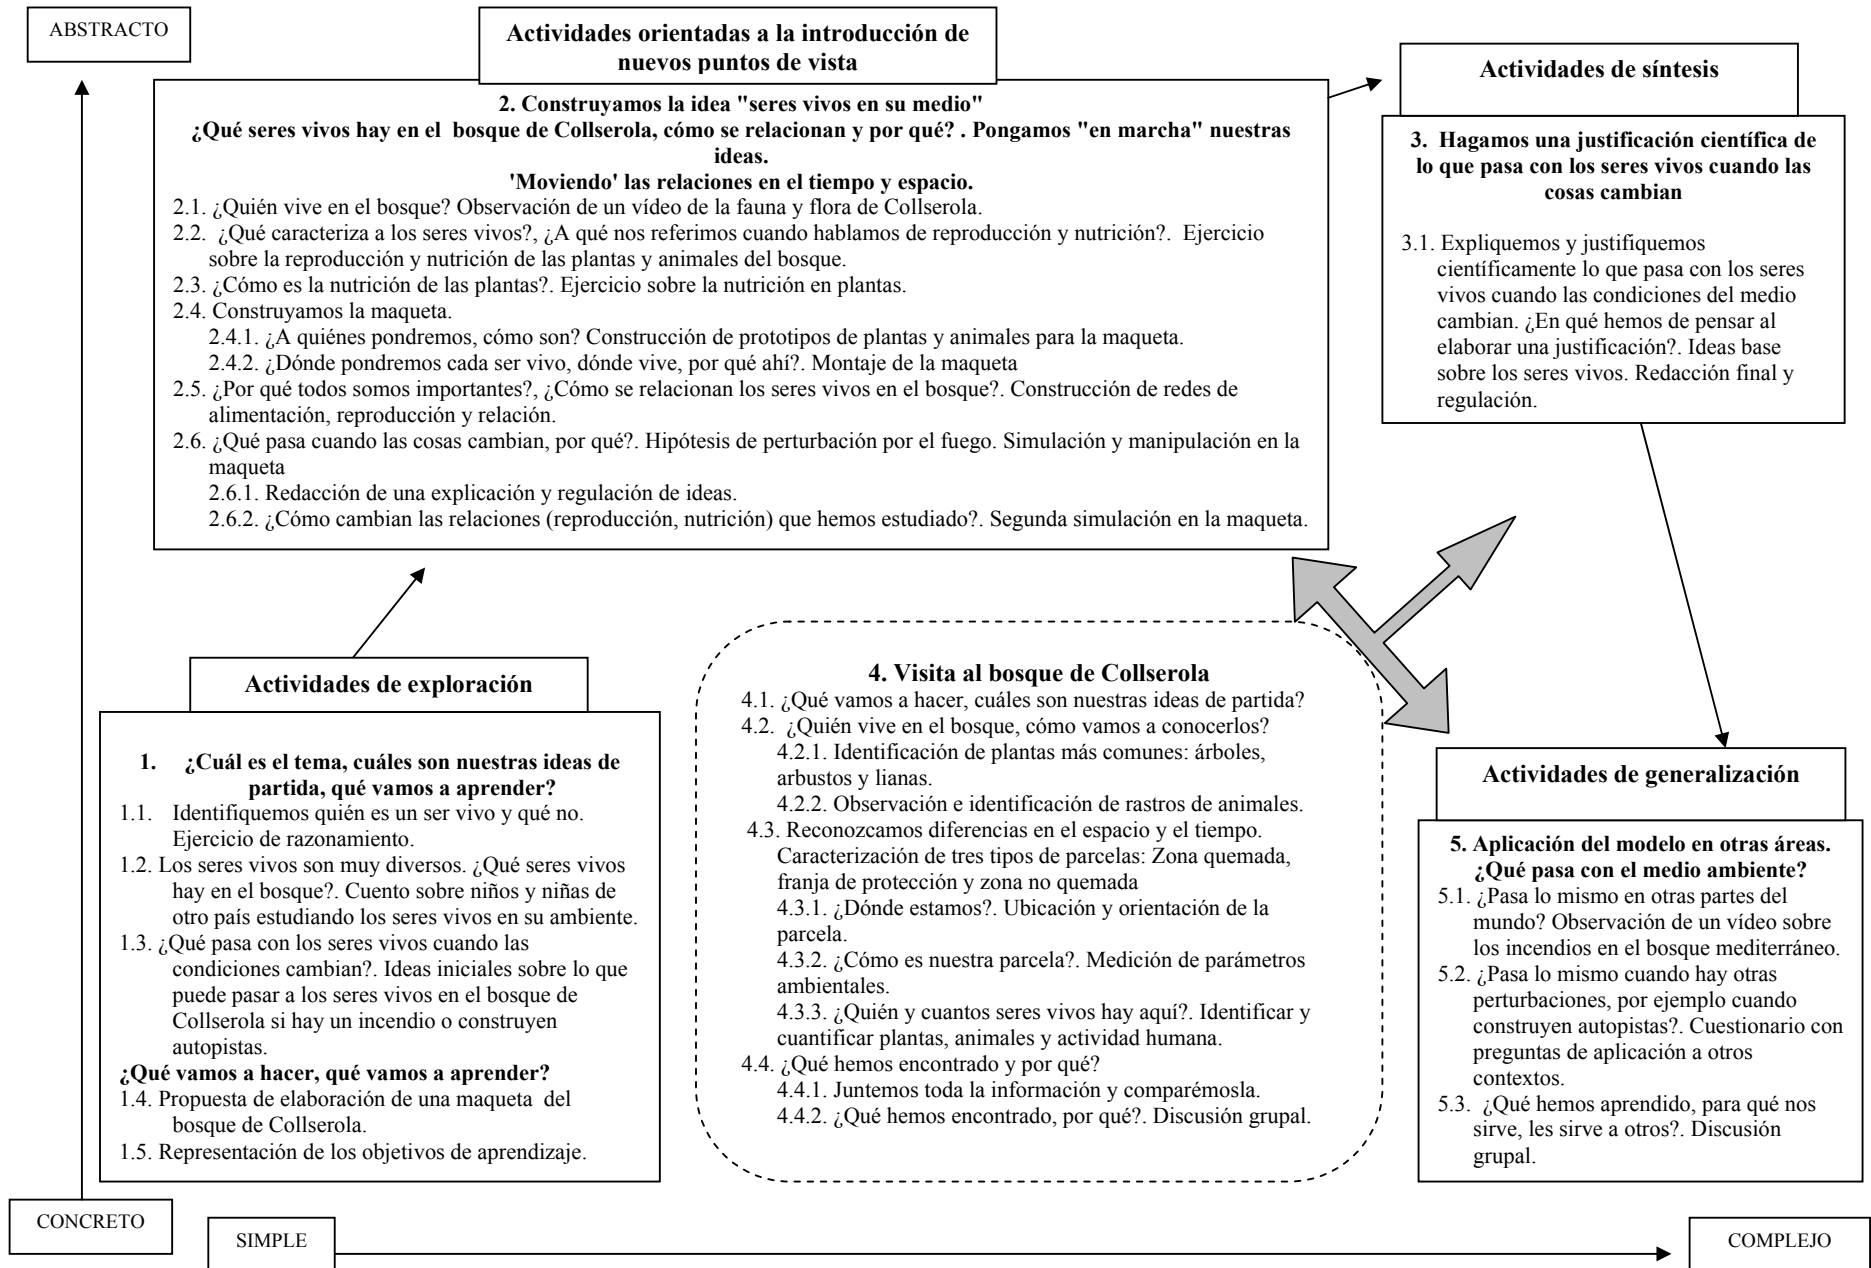 ABSTRACTO
Actividades orientadas a la introducción de
nuevos puntos de vista
2. Construyamos la idea "seres vivos en su medio"
¿Qué seres vivos hay en el bosque de Collserola, cómo se relacionan y por qué? . Pongamos "en marcha" nuestras
ideas.
'Moviendo' las relaciones en el tiempo y espacio.
2.1. ¿Quién vive en el bosque? Observación de un vídeo de la fauna y flora de Collserola.
2.2. ¿Qué caracteriza a los seres vivos?, ¿A qué nos referimos cuando hablamos de reproducción y nutrición?. Ejercicio
sobre la reproducción y nutrición de las plantas y animales del bosque.
2.3. ¿Cómo es la nutrición de las plantas?. Ejercicio sobre la nutrición en plantas.
2.4. Construyamos la maqueta.
2.4.1. ¿A quiénes pondremos, cómo son? Construcción de prototipos de plantas y animales para la maqueta.
2.4.2. ¿Dónde pondremos cada ser vivo, dónde vive, por qué ahí?. Montaje de la maqueta
2.5. ¿Por qué todos somos importantes?, ¿Cómo se relacionan los seres vivos en el bosque?. Construcción de redes de
alimentación, reproducción y relación.
2.6. ¿Qué pasa cuando las cosas cambian, por qué?. Hipótesis de perturbación por el fuego. Simulación y manipulación en la
maqueta
2.6.1. Redacción de una explicación y regulación de ideas.
2.6.2. ¿Cómo cambian las relaciones (reproducción, nutrición) que hemos estudiado?. Segunda simulación en la maqueta.
Actividades de síntesis
3. Hagamos una justificación científica de
lo que pasa con los seres vivos cuando las
cosas cambian
3.1. Expliquemos y justifiquemos
científicamente lo que pasa con los seres
vivos cuando las condiciones del medio
cambian. ¿En qué hemos de pensar al
elaborar una justificación?. Ideas base
sobre los seres vivos. Redacción final y
regulación.
Actividades de exploración
1. ¿Cuál es el tema, cuáles son nuestras ideas de
partida, qué vamos a aprender?
1.1. Identifiquemos quién es un ser vivo y qué no.
Ejercicio de razonamiento.
1.2. Los seres vivos son muy diversos. ¿Qué seres vivos
hay en el bosque?. Cuento sobre niños y niñas de
otro país estudiando los seres vivos en su ambiente.
1.3. ¿Qué pasa con los seres vivos cuando las
condiciones cambian?. Ideas iniciales sobre lo que
puede pasar a los seres vivos en el bosque de
Collserola si hay un incendio o construyen
autopistas.
¿Qué vamos a hacer, qué vamos a aprender?
1.4. Propuesta de elaboración de una maqueta del
bosque de Collserola.
1.5. Representación de los objetivos de aprendizaje.
4. Visita al bosque de Collserola
4.1. ¿Qué vamos a hacer, cuáles son nuestras ideas de partida?
4.2. ¿Quién vive en el bosque, cómo vamos a conocerlos?
4.2.1. Identificación de plantas más comunes: árboles,
arbustos y lianas.
4.2.2. Observación e identificación de rastros de animales.
4.3. Reconozcamos diferencias en el espacio y el tiempo.
Caracterización de tres tipos de parcelas: Zona quemada,
franja de protección y zona no quemada
4.3.1. ¿Dónde estamos?. Ubicación y orientación de la
parcela.
4.3.2. ¿Cómo es nuestra parcela?. Medición de parámetros
ambientales.
4.3.3. ¿Quién y cuantos seres vivos hay aquí?. Identificar y
cuantificar plantas, animales y actividad humana.
4.4. ¿Qué hemos encontrado y por qué?
4.4.1. Juntemos toda la información y comparémosla.
4.4.2. ¿Qué hemos encontrado, por qué?. Discusión grupal.
Actividades de generalización
5. Aplicación del modelo en otras áreas.
¿Qué pasa con el medio ambiente?
5.1. ¿Pasa lo mismo en otras partes del
mundo? Observación de un vídeo sobre
los incendios en el bosque mediterráneo.
5.2. ¿Pasa lo mismo cuando hay otras
perturbaciones, por ejemplo cuando
construyen autopistas?. Cuestionario con
preguntas de aplicación a otros
contextos.
5.3. ¿Qué hemos aprendido, para qué nos
sirve, les sirve a otros?. Discusión
grupal.
CONCRETO
SIMPLE
COMPLEJO